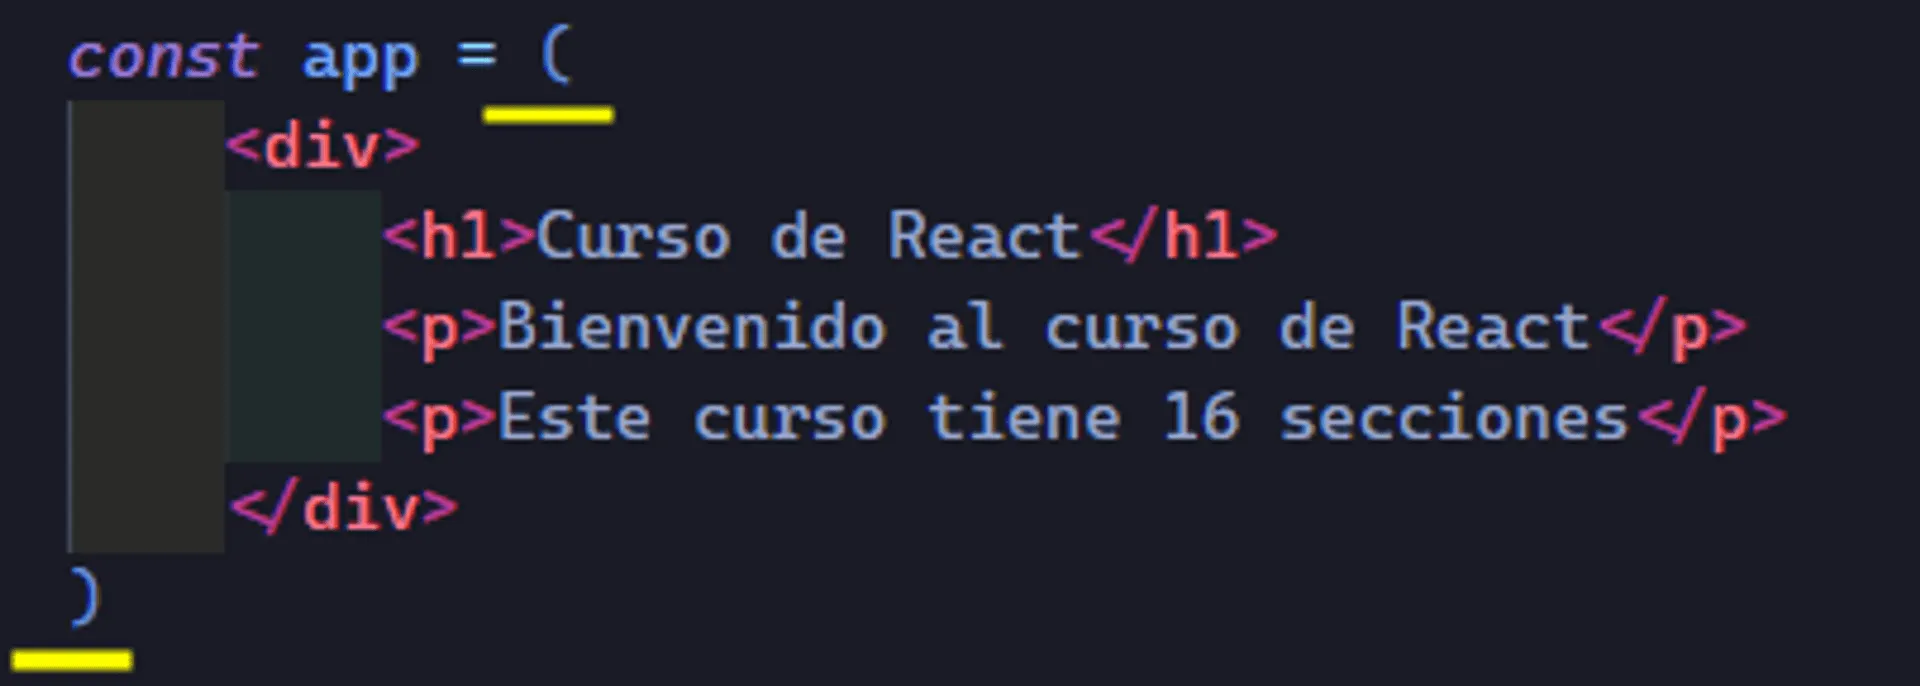 const app = (
<div>
<h1>Curso de React</h1>
<p>Bienvenido al curso de React</p>
<p>Este curso tiene 16 secciones</p>
</div>
)